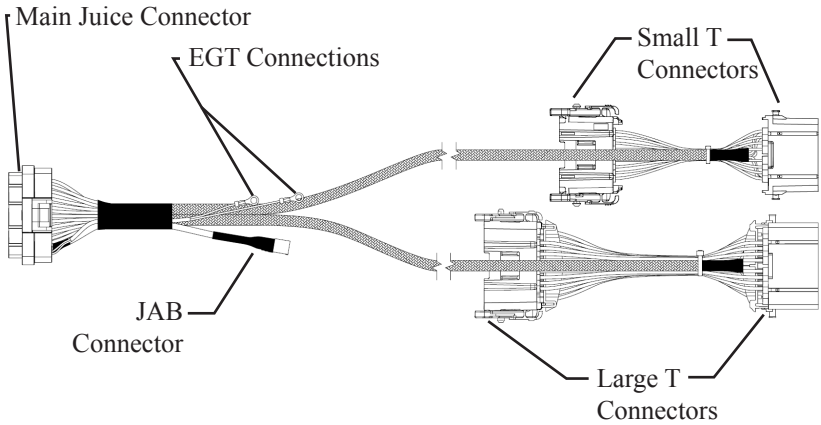 Main Juice Connector
EGT Connections
Small T
Connectors
JAB
Connector
Large T
Connectors